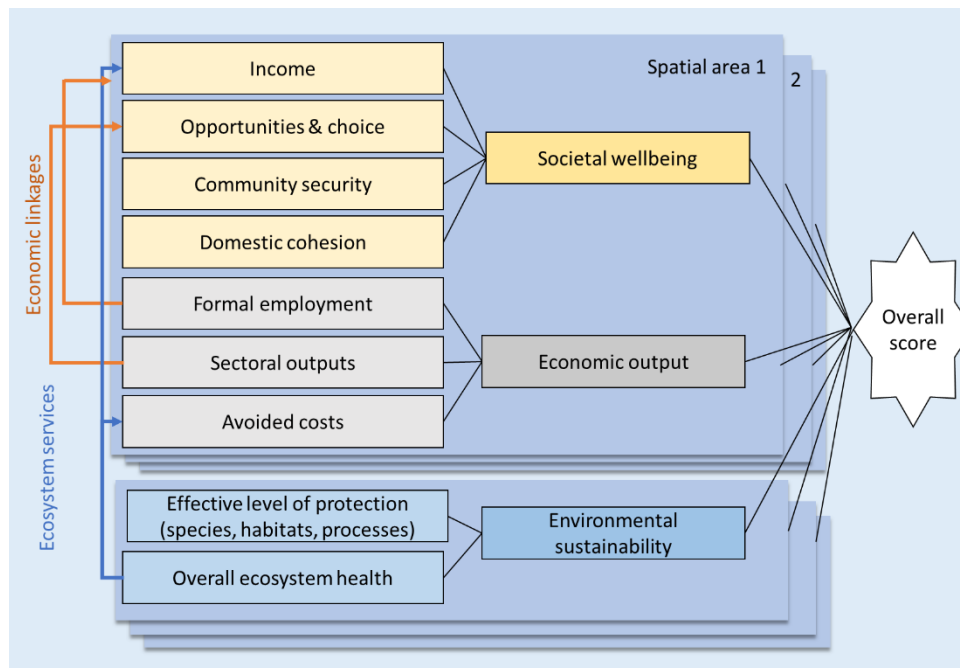 Income
Spatial area 1
2
Opportunities & choice
Societal wellbeing
Community security
Domestic cohesion
Economic linkages
Formal employment
Overall
score
Sectoral outputs
Economic output
Avoided costs
Ecosystem services
Effective level of protection
(species, habitats, processes)
Environmental
sustainability
Overall ecosystem health